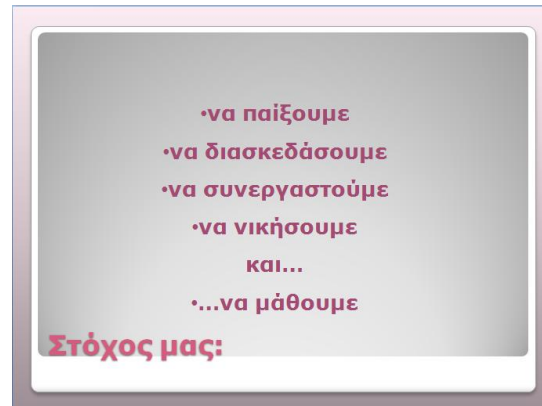 •να παίξουμε
•να διασκεδάσουμε
•να συνεργαστούμε
•να νικήσουμε
και...
•...να μάθουμε
Στόχος μας: